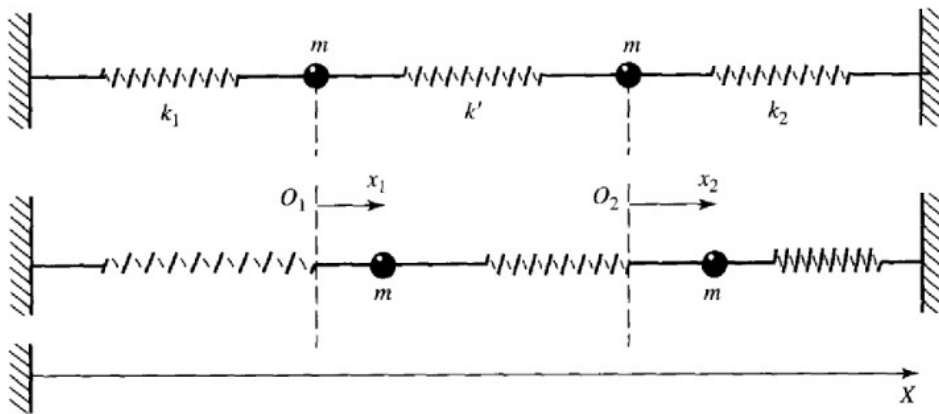 m m
k₁ k′ k₂
O₁ x₁ O₂ x₂
m m
X